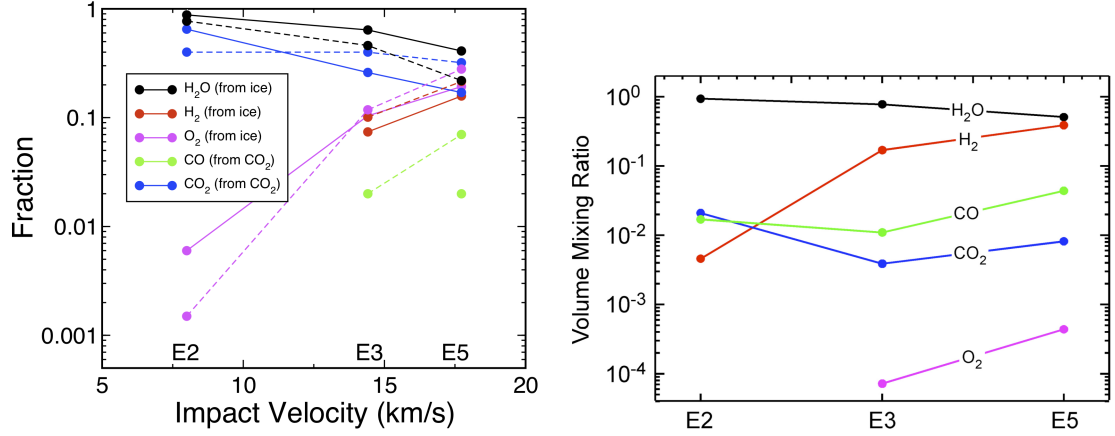 1
0.1
0.01
0.001
Fraction
H₂O (from ice)
H₂ (from ice)
O₂ (from ice)
CO (from CO₂)
CO₂ (from CO₂)
E2 E3 E5
5 10 15 20
Impact Velocity (km/s)
10⁰
10⁻¹
10⁻²
10⁻³
10⁻⁴
Volume Mixing Ratio
H₂O
H₂
CO
CO₂
O₂
E2 E3 E5